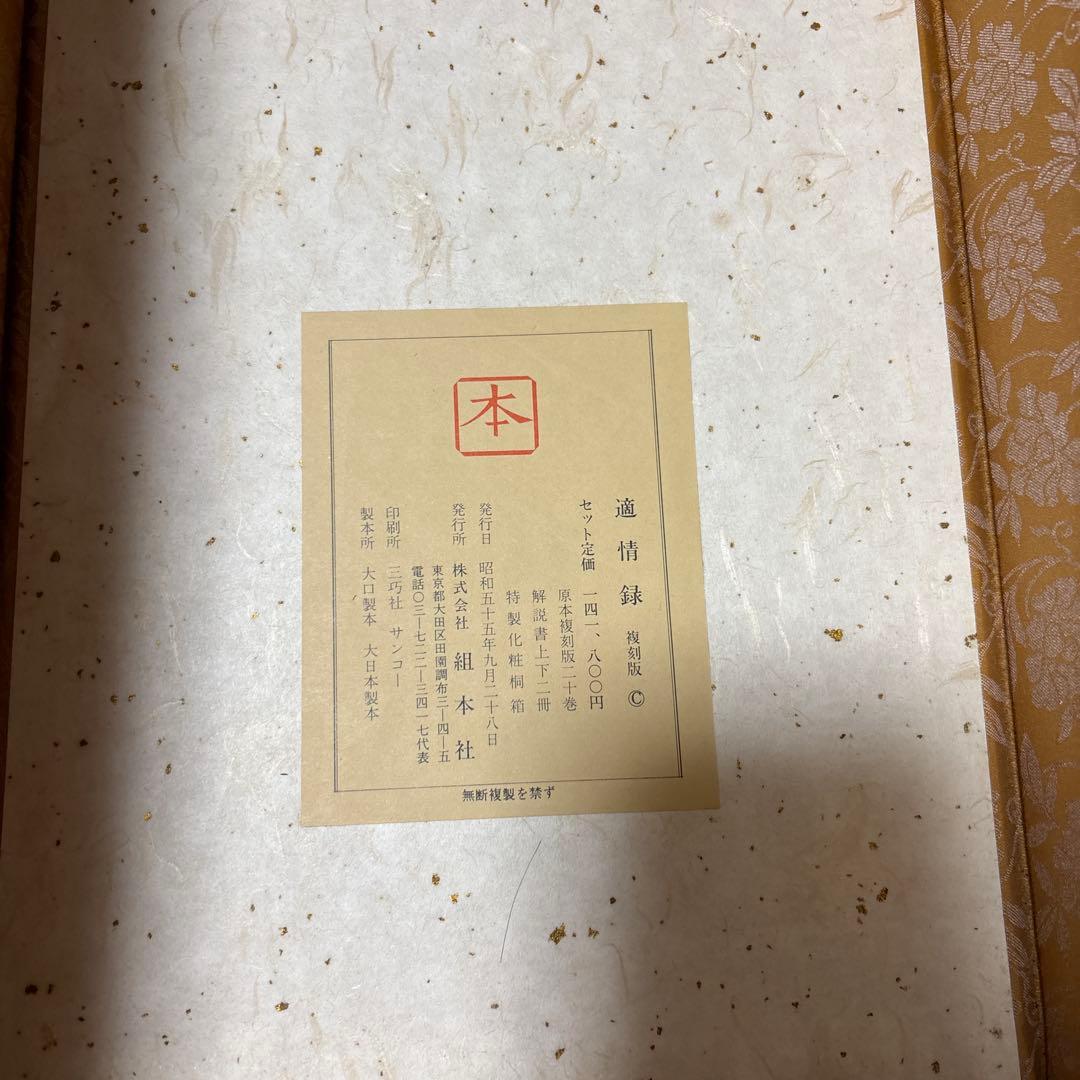 本
適情録 複刻版 ©
セット定価 一四一、八〇〇円
原本複刻版二十巻
解説書上下二冊
特製化粧桐箱
発行日 昭和五十五年九月二十八日
発行所 株式会社 組本社
東京都大田区田園調布三―四―五
電話〇三―七二二―三四一七代表
印刷所 三巧社 サンコー
製本所 大口製本 大日本製本
無断複製を禁ず